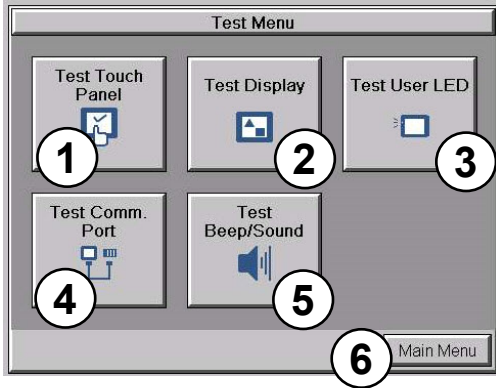 Test Menu
Test Touch
Panel
1
Test Display
2
Test User LED
3
Test Comm.
Port
4
Test
Beep/Sound
5
6
Main Menu